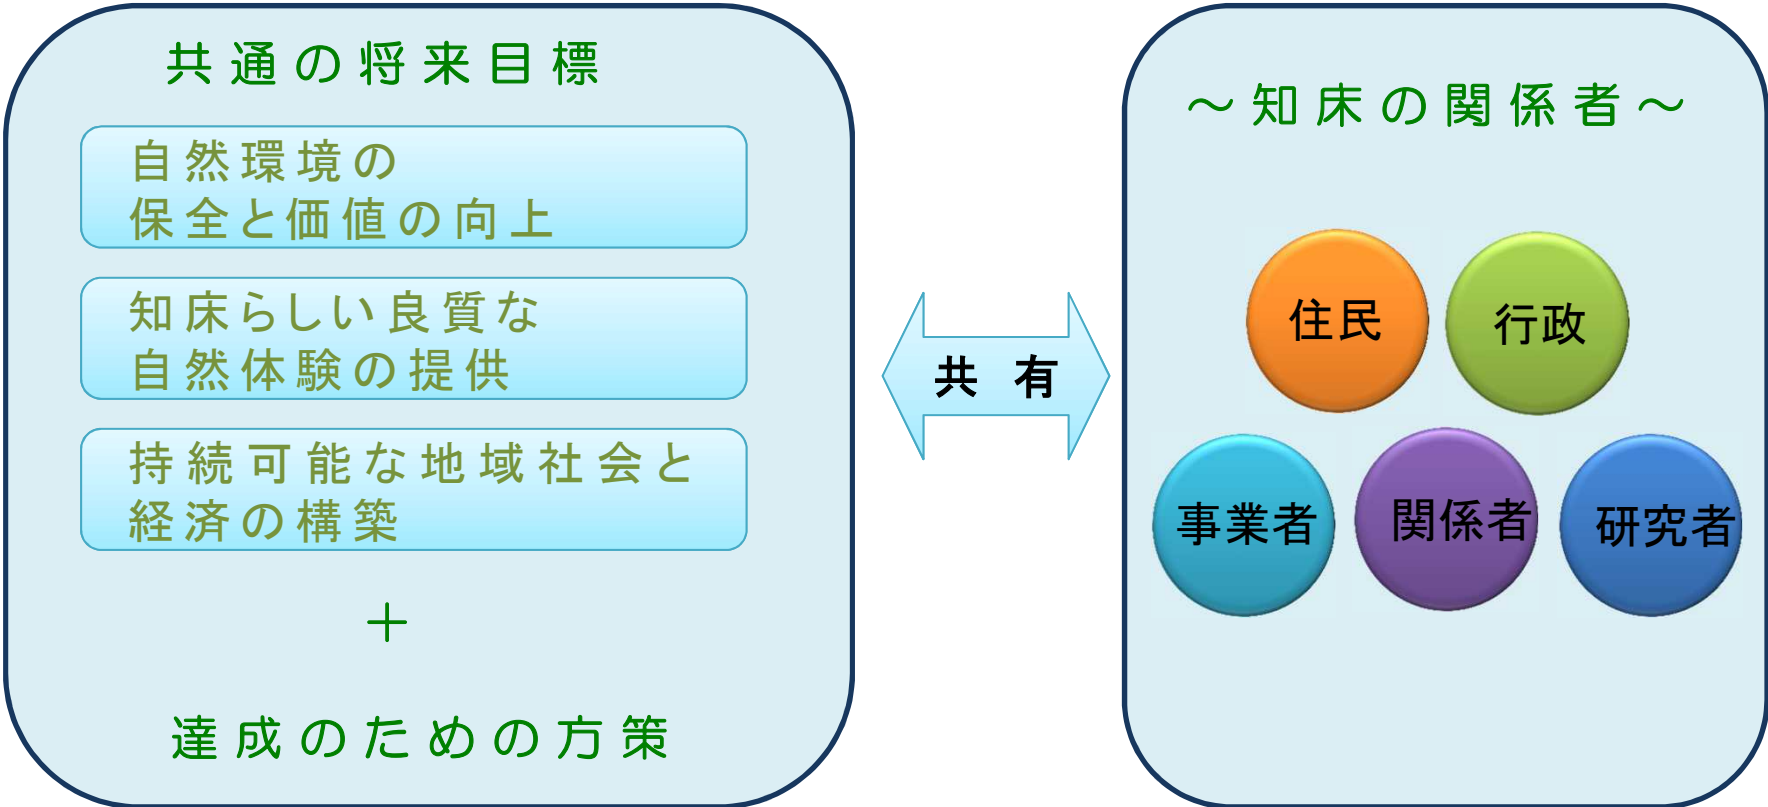 共通の将来目標
自然環境の
保全と価値の向上
知床らしい良質な
自然体験の提供
持続可能な地域社会と
経済の構築
＋
達成のための方策
共 有
～知床の関係者～
住民
行政
事業者
関係者
研究者